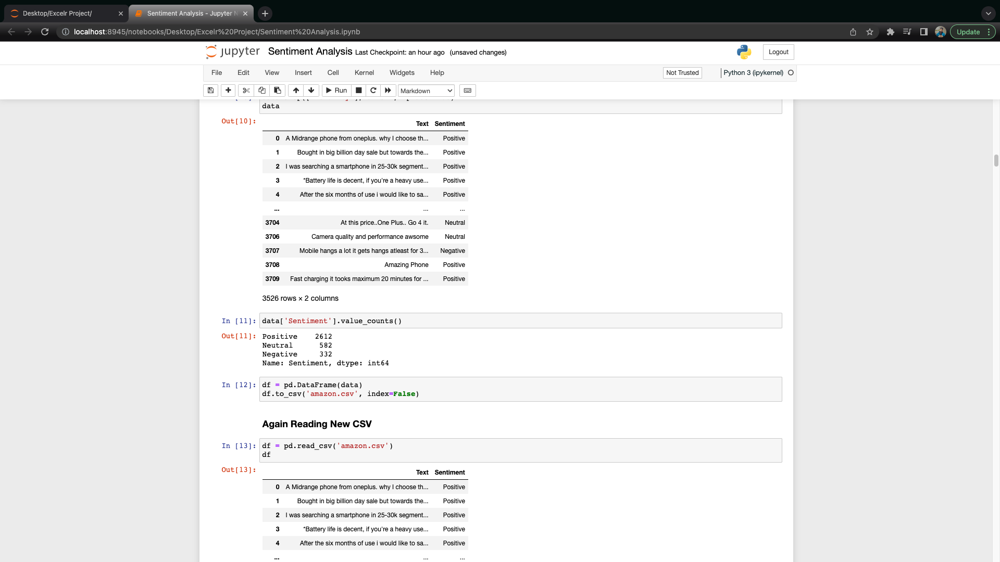 Desktop/Excelr Project/
Sentiment Analysis - Jupyter N
localhost:8945/notebooks/Desktop/Excelr%20Project/Sentiment%20Analysis.ipynb
Update
jupyter Sentiment Analysis Last Checkpoint: an hour ago (unsaved changes)
Logout
File Edit View Insert Cell Kernel Widgets Help
Not Trusted
Python 3 (ipykernel)
Run
Markdown
data
Out[10]:
Text Sentiment
0 A Midrange phone from oneplus. why I choose th... Positive
1 Bought in big billion day sale but towards the... Positive
2 I was searching a smartphone in 25-30k segment... Positive
3 *Battery life is decent, if you're a heavy use... Positive
4 After the six months of use i would like to sa... Positive
... ... ...
3704 At this price..One Plus.. Go 4 it. Neutral
3706 Camera quality and performance awsome Neutral
3707 Mobile hangs a lot it gets hangs atleast for 3... Negative
3708 Amazing Phone Positive
3709 Fast charging it tooks maximum 20 minutes for ... Positive
3526 rows × 2 columns
In [11]: data['Sentiment'].value_counts()
Out[11]: Positive 2612
Neutral 582
Negative 332
Name: Sentiment, dtype: int64
In [12]: df = pd.DataFrame(data)
df.to_csv('amazon.csv', index=False)
Again Reading New CSV
In [13]: df = pd.read_csv('amazon.csv')
df
Out[13]:
Text Sentiment
0 A Midrange phone from oneplus. why I choose th... Positive
1 Bought in big billion day sale but towards the... Positive
2 I was searching a smartphone in 25-30k segment... Positive
3 *Battery life is decent, if you're a heavy use... Positive
4 After the six months of use i would like to sa... Positive
... ... ...